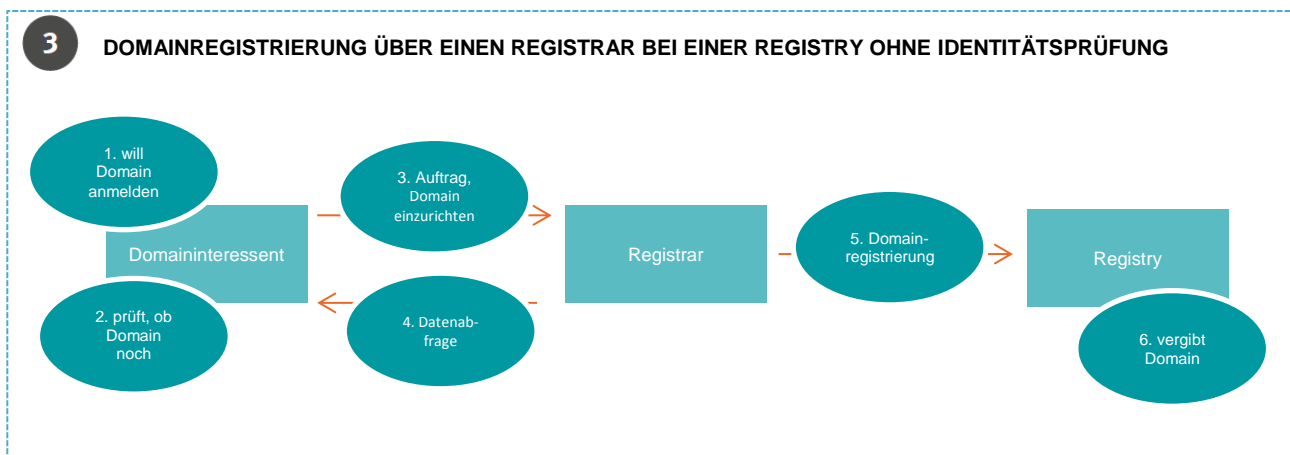 3
DOMAINREGISTRIERUNG ÜBER EINEN REGISTRAR BEI EINER REGISTRY OHNE IDENTITÄTSPRÜFUNG
1. will
Domain
anmelden
Domaininteressent
2. prüft, ob
Domain
noch
3. Auftrag,
Domain
einzurichten
4. Datenab-
frage
Registrar
5. Domain-
registrierung
Registry
6. vergibt
Domain